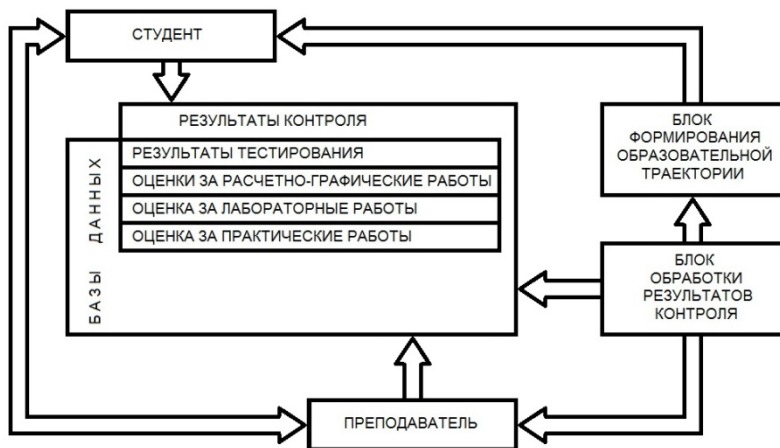 СТУДЕНТ
РЕЗУЛЬТАТЫ КОНТРОЛЯ
РЕЗУЛЬТАТЫ ТЕСТИРОВАНИЯ
ОЦЕНКИ ЗА РАСЧЕТНО-ГРАФИЧЕСКИЕ РАБОТЫ
ОЦЕНКА ЗА ЛАБОРАТОРНЫЕ РАБОТЫ
ОЦЕНКА ЗА ПРАКТИЧЕСКИЕ РАБОТЫ
БАЗЫ ДАННЫХ
БЛОК
ФОРМИРОВАНИЯ
ОБРАЗОВАТЕЛЬНОЙ
ТРАЕКТОРИИ
БЛОК
ОБРАБОТКИ
РЕЗУЛЬТАТОВ
КОНТРОЛЯ
ПРЕПОДАВАТЕЛЬ